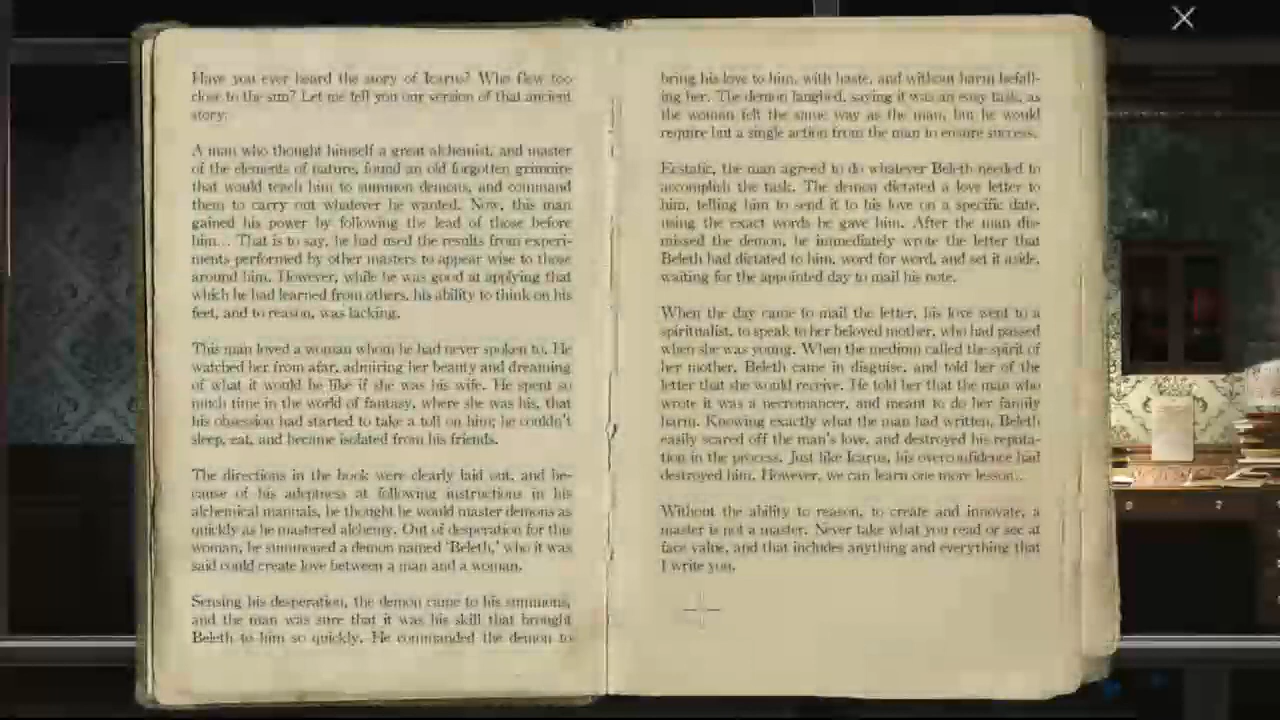 Have you ever heard the story of Icarus? Who flew too
close to the sun? Let me tell you our version of that ancient
story:
A man who thought himself a great alchemist, and master
of the elements of nature, found an old forgotten grimoire
that would teach him to summon demons, and command
them to carry out whatever he wanted. Now, this man
gained his power by following the lead of those before
him... That is to say, he had used the results from experi-
ments performed by other masters to appear wise to those
around him. However, while he was good at applying that
which he had learned from others, his ability to think on his
feet, and to reason, was lacking.
This man loved a woman whom he had never spoken to. He
watched her from afar, admiring her beauty and dreaming
of what it would be like if she was his wife. He spent so
much time in the world of fantasy, where she was his, that
his obsession had started to take a toll on him; he couldn't
sleep, eat, and became isolated from his friends.
The directions in the book were clearly laid out, and be-
cause of his adeptness at following instructions in his
alchemical manuals, he thought he would master demons as
quickly as he mastered alchemy. Out of desperation for this
woman, he summoned a demon named 'Beleth,' who it was
said could create love between a man and a woman.
Sensing his desperation, the demon came to his summons,
and the man was sure that it was his skill that brought
Beleth to him so quickly. He commanded the demon to
bring his love to him, with haste, and without harm befall-
ing her. The demon laughed, saying it was an easy task, as
the woman felt the same way as the man, but he would
require but a single action from the man to ensure success.
Ecstatic, the man agreed to do whatever Beleth needed to
accomplish the task. The demon dictated a love letter to
him, telling him to send it to his love on a specific date,
using the exact words he gave him. After the man dis-
missed the demon, he immediately wrote the letter that
Beleth had dictated to him, word for word, and set it aside,
waiting for the appointed day to mail his note.
When the day came to mail the letter, his love went to a
spiritualist, to speak to her beloved mother, who had passed
when she was young. When the medium called the spirit of
her mother, Beleth came in disguise, and told her of the
letter that she would receive. He told her that the man who
wrote it was a necromancer, and meant to do her family
harm. Knowing exactly what the man had written, Beleth
easily scared off the man's love, and destroyed his reputa-
tion in the process. Just like Icarus, his overconfidence had
destroyed him. However, we can learn one more lesson...
Without the ability to reason, to create and innovate, a
master is not a master. Never take what you read or see at
face value, and that includes anything and everything that
I write you.